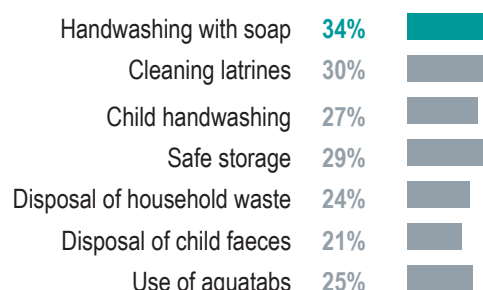 Handwashing with soap 34%
Cleaning latrines 30%
Child handwashing 27%
Safe storage 29%
Disposal of household waste 24%
Disposal of child faeces 21%
Use of aquatabs 25%